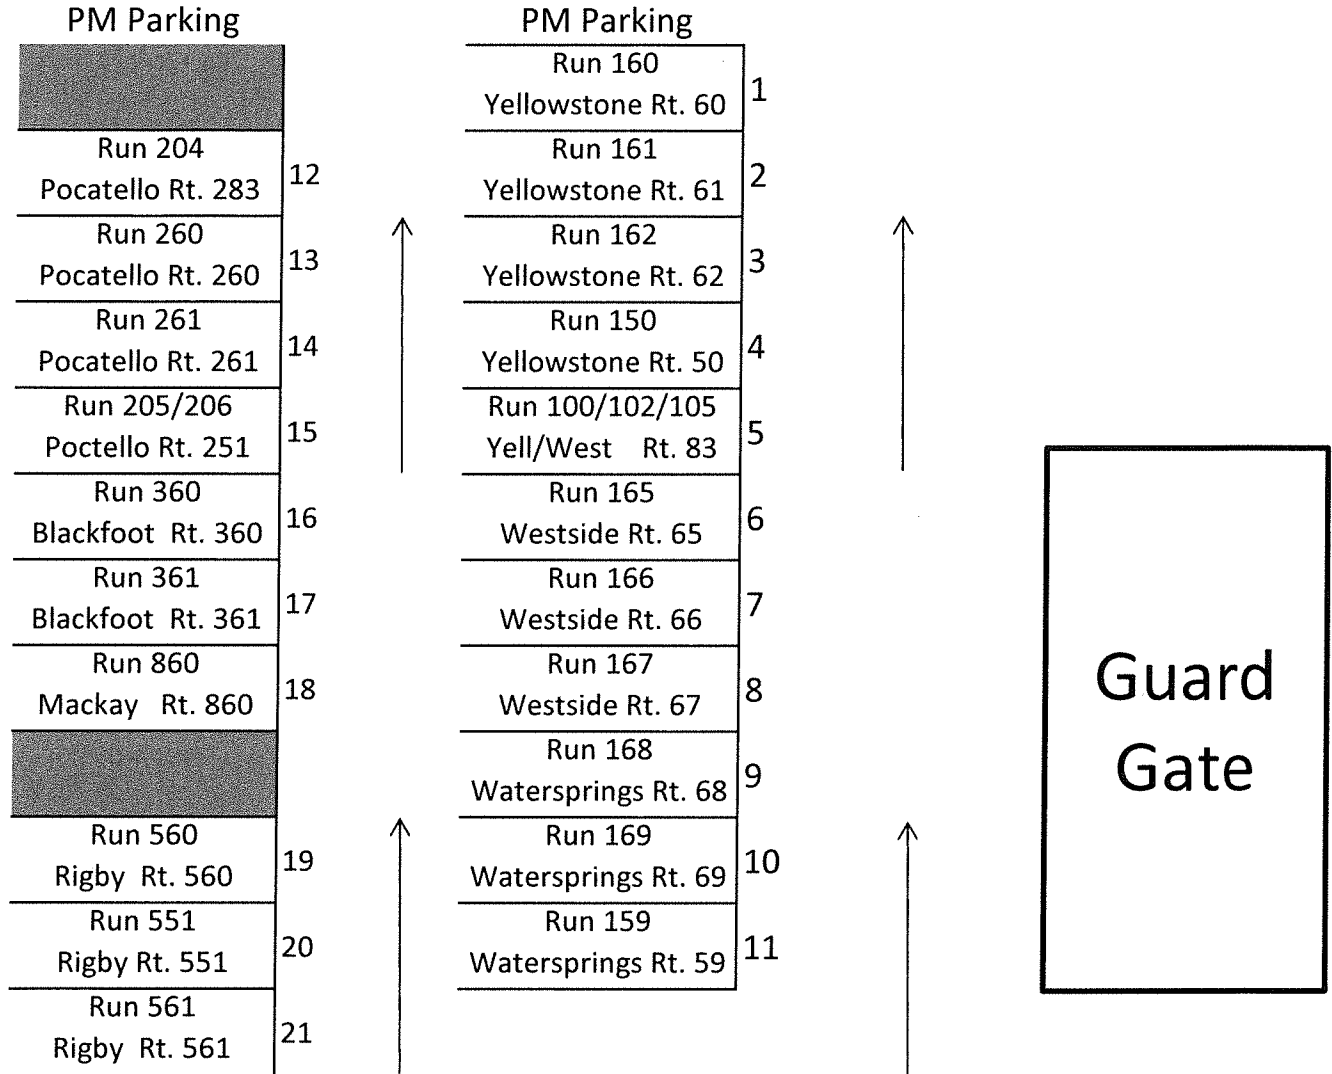 PM Parking
Run 204
Pocatello Rt. 283
12
Run 260
Pocatello Rt. 260
13
Run 261
Pocatello Rt. 261
14
Run 205/206
Poctello Rt. 251
15
Run 360
Blackfoot Rt. 360
16
Run 361
Blackfoot Rt. 361
17
Run 860
Mackay Rt. 860
18
Run 560
Rigby Rt. 560
19
Run 551
Rigby Rt. 551
20
Run 561
Rigby Rt. 561
21
PM Parking
Run 160
Yellowstone Rt. 60
1
Run 161
Yellowstone Rt. 61
2
Run 162
Yellowstone Rt. 62
3
Run 150
Yellowstone Rt. 50
4
Run 100/102/105
Yell/West Rt. 83
5
Run 165
Westside Rt. 65
6
Run 166
Westside Rt. 66
7
Run 167
Westside Rt. 67
8
Run 168
Watersprings Rt. 68
9
Run 169
Watersprings Rt. 69
10
Run 159
Watersprings Rt. 59
11
Guard
Gate